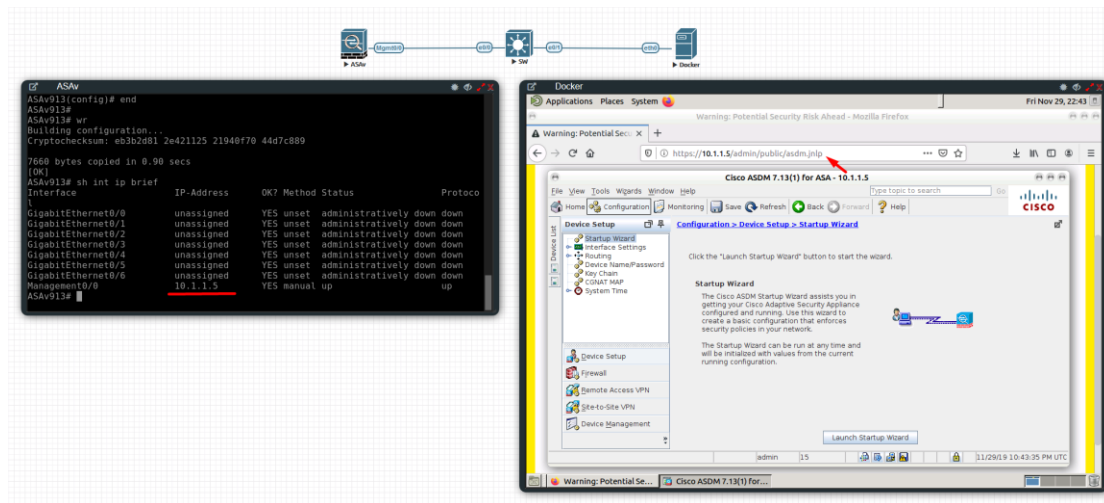 Mgmt0/0
e0/0
e0/1
eth0
ASAv
SW
Docker
ASAv
ASAv913(config)# end
ASAv913#
ASAv913# wr
Building configuration...
Cryptochecksum: eb3b2d81 2e421125 21940f70 44d7c889
7660 bytes copied in 0.90 secs
[OK]
ASAv913# sh int ip brief
Interface IP-Address OK? Method Status Protoco
l
GigabitEthernet0/0 unassigned YES unset administratively down down
GigabitEthernet0/1 unassigned YES unset administratively down down
GigabitEthernet0/2 unassigned YES unset administratively down down
GigabitEthernet0/3 unassigned YES unset administratively down down
GigabitEthernet0/4 unassigned YES unset administratively down down
GigabitEthernet0/5 unassigned YES unset administratively down down
GigabitEthernet0/6 unassigned YES unset administratively down down
Management0/0 10.1.1.5 YES manual up up
ASAv913#
Docker
Applications Places System Fri Nov 29, 22:43
Warning: Potential Security Risk Ahead - Mozilla Firefox
Warning: Potential Secu
https://10.1.1.5/admin/public/asdm.jnlp
Cisco ASDM 7.13(1) for ASA - 10.1.1.5
File View Tools Wizards Window Help Type topic to search Go
Home Configuration Monitoring Save Refresh Back Forward Help
CISCO
Device List
Device Setup
Startup Wizard
Interface Settings
Routing
Device Name/Password
Key Chain
CGNAT MAP
System Time
Device Setup
Firewall
Remote Access VPN
Site-to-Site VPN
Device Management
Configuration > Device Setup > Startup Wizard
Click the "Launch Startup Wizard" button to start the wizard.
Startup Wizard
The Cisco ASDM Startup Wizard assists you in
getting your Cisco Adaptive Security Appliance
configured and running. Use this wizard to
create a basic configuration that enforces
security policies in your network.
The Startup Wizard can be run at any time and
will be initialized with values from the current
running configuration.
Launch Startup Wizard
admin 15 11/29/19 10:43:35 PM UTC
Warning: Potential Se...
Cisco ASDM 7.13(1) for...